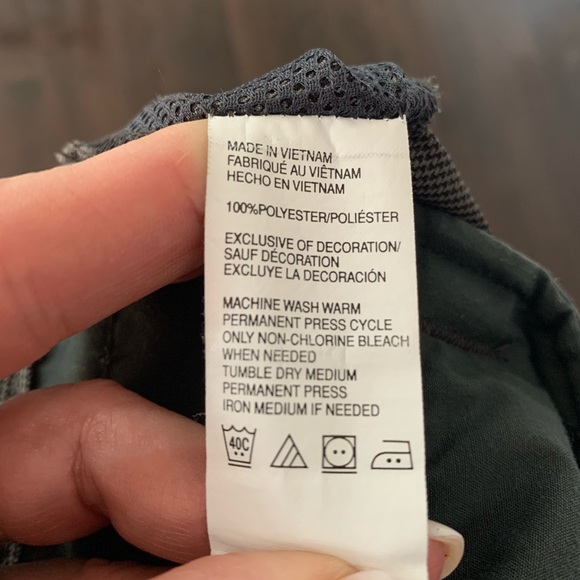 MADE IN VIETNAM
FABRIQUÉ AU VIÊTNAM
HECHO EN VIETNAM
100%POLYESTER/POLIÉSTER
EXCLUSIVE OF DECORATION/
SAUF DÉCORATION
EXCLUYE LA DECORACIÓN
MACHINE WASH WARM
PERMANENT PRESS CYCLE
ONLY NON-CHLORINE BLEACH
WHEN NEEDED
TUMBLE DRY MEDIUM
PERMANENT PRESS
IRON MEDIUM IF NEEDED
40C